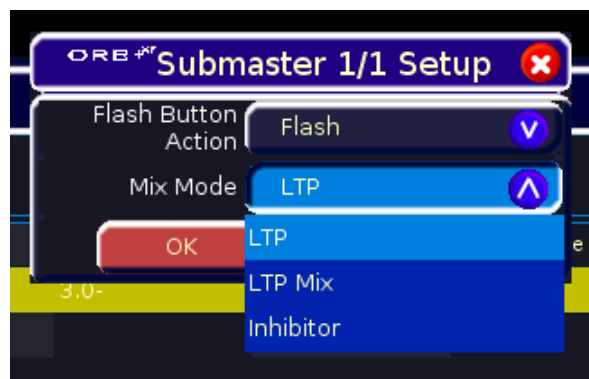 ORB+xr Submaster 1/1 Setup
Flash Button
Action
Flash
Mix Mode
LTP
OK
LTP
e
3.0-
LTP Mix
Inhibitor